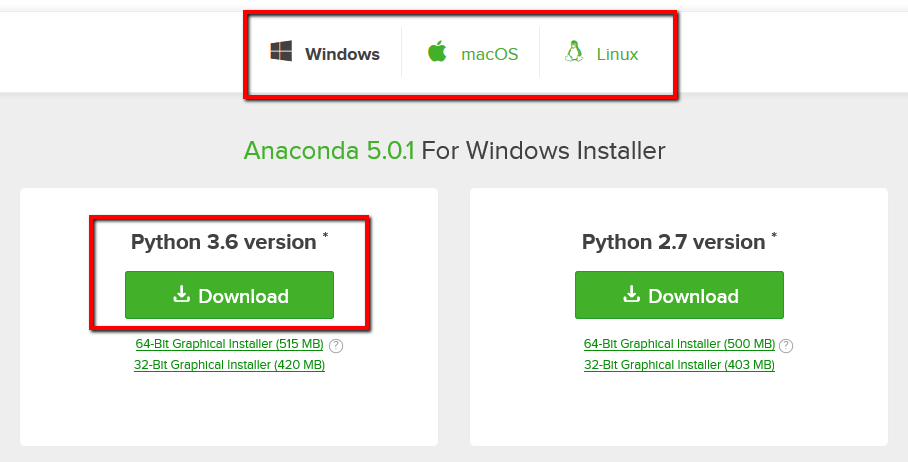 Windows macOS Linux
Anaconda 5.0.1 For Windows Installer
Python 3.6 version *
Download
64-Bit Graphical Installer (515 MB) ?
32-Bit Graphical Installer (420 MB)
Python 2.7 version *
Download
64-Bit Graphical Installer (500 MB) ?
32-Bit Graphical Installer (403 MB)